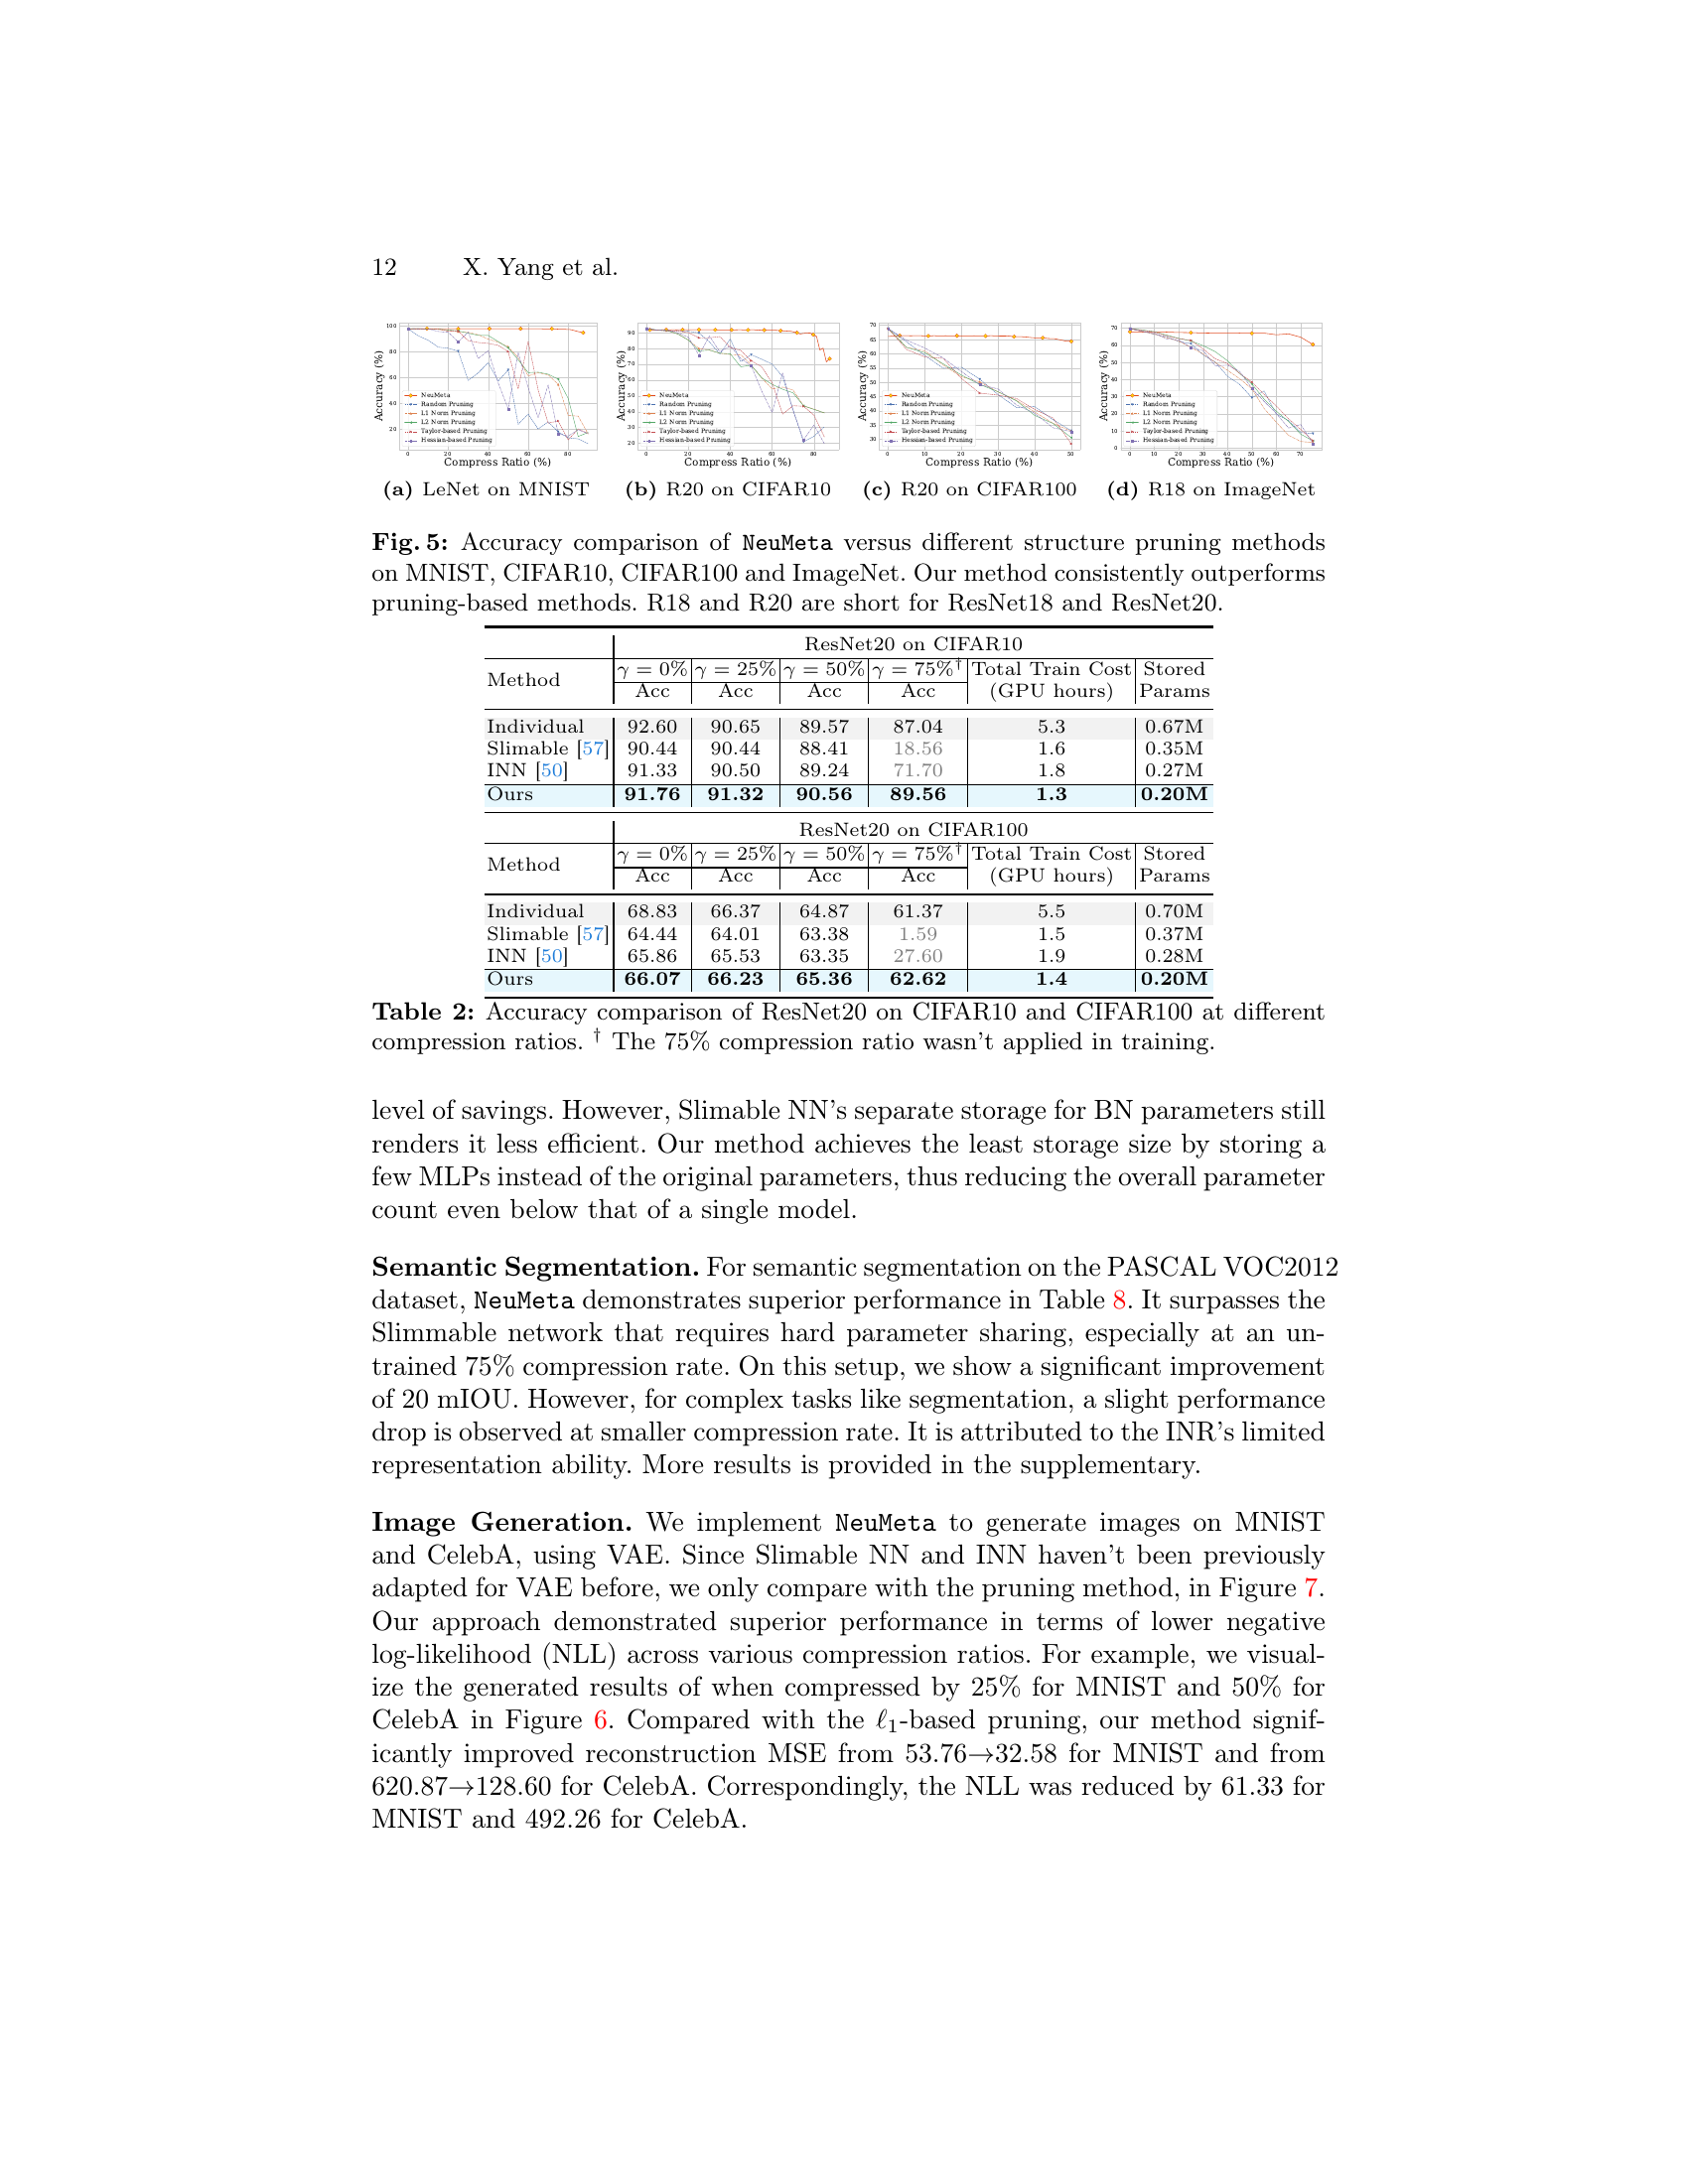 12 X. Yang et al.
100
80
60
40
20
0 20 40 60 80
Accuracy (%)
Compress Ratio (%)
NeuMeta
Random Pruning
L1 Norm Pruning
L2 Norm Pruning
Taylor-based Pruning
Hessian-based Pruning
(a) LeNet on MNIST
90
80
70
60
50
40
30
20
0 20 40 60 80
Accuracy (%)
Compress Ratio (%)
NeuMeta
Random Pruning
L1 Norm Pruning
L2 Norm Pruning
Taylor-based Pruning
Hessian-based Pruning
(b) R20 on CIFAR10
70
65
60
55
50
45
40
35
30
0 10 20 30 40 50
Accuracy (%)
Compress Ratio (%)
NeuMeta
Random Pruning
L1 Norm Pruning
L2 Norm Pruning
Taylor-based Pruning
Hessian-based Pruning
(c) R20 on CIFAR100
70
60
50
40
30
20
10
0
0 10 20 30 40 50 60 70
Accuracy (%)
Compress Ratio (%)
NeuMeta
Random Pruning
L1 Norm Pruning
L2 Norm Pruning
Taylor-based Pruning
Hessian-based Pruning
(d) R18 on ImageNet
Fig. 5: Accuracy comparison of NeuMeta versus different structure pruning methods
on MNIST, CIFAR10, CIFAR100 and ImageNet. Our method consistently outperforms
pruning-based methods. R18 and R20 are short for ResNet18 and ResNet20.
ResNet20 on CIFAR10
Method γ = 0% γ = 25% γ = 50% γ = 75%† Total Train Cost Stored
Acc Acc Acc Acc (GPU hours) Params
Individual 92.60 90.65 89.57 87.04 5.3 0.67M
Slimable [57] 90.44 90.44 88.41 18.56 1.6 0.35M
INN [50] 91.33 90.50 89.24 71.70 1.8 0.27M
Ours 91.76 91.32 90.56 89.56 1.3 0.20M
ResNet20 on CIFAR100
Method γ = 0% γ = 25% γ = 50% γ = 75%† Total Train Cost Stored
Acc Acc Acc Acc (GPU hours) Params
Individual 68.83 66.37 64.87 61.37 5.5 0.70M
Slimable [57] 64.44 64.01 63.38 1.59 1.5 0.37M
INN [50] 65.86 65.53 63.35 27.60 1.9 0.28M
Ours 66.07 66.23 65.36 62.62 1.4 0.20M
Table 2: Accuracy comparison of ResNet20 on CIFAR10 and CIFAR100 at different
compression ratios. † The 75% compression ratio wasn't applied in training.
level of savings. However, Slimable NN's separate storage for BN parameters still
renders it less efficient. Our method achieves the least storage size by storing a
few MLPs instead of the original parameters, thus reducing the overall parameter
count even below that of a single model.
Semantic Segmentation. For semantic segmentation on the PASCAL VOC2012
dataset, NeuMeta demonstrates superior performance in Table 8. It surpasses the
Slimmable network that requires hard parameter sharing, especially at an un-
trained 75% compression rate. On this setup, we show a significant improvement
of 20 mIOU. However, for complex tasks like segmentation, a slight performance
drop is observed at smaller compression rate. It is attributed to the INR's limited
representation ability. More results is provided in the supplementary.
Image Generation. We implement NeuMeta to generate images on MNIST
and CelebA, using VAE. Since Slimable NN and INN haven't been previously
adapted for VAE before, we only compare with the pruning method, in Figure 7.
Our approach demonstrated superior performance in terms of lower negative
log-likelihood (NLL) across various compression ratios. For example, we visual-
ize the generated results of when compressed by 25% for MNIST and 50% for
CelebA in Figure 6. Compared with the ℓ1-based pruning, our method signif-
icantly improved reconstruction MSE from 53.76→32.58 for MNIST and from
620.87→128.60 for CelebA. Correspondingly, the NLL was reduced by 61.33 for
MNIST and 492.26 for CelebA.